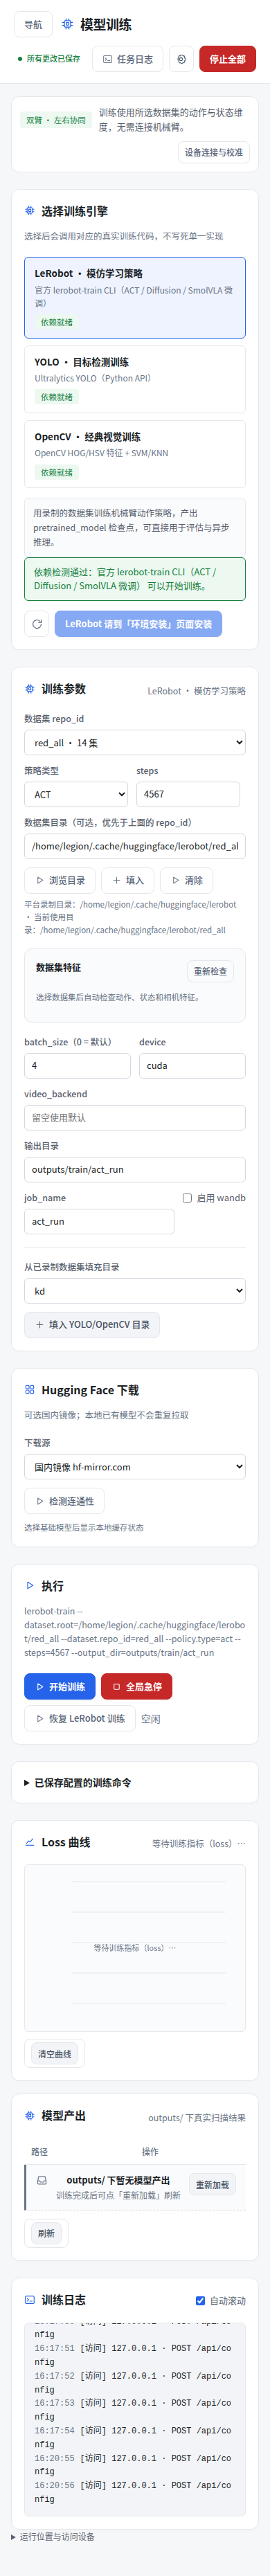 导航
模型训练
所有更改已保存
任务日志
停止全部
双臂 · 左右协同
训练使用所选数据集的动作与状态维
度，无需连接机械臂。
设备连接与校准
选择训练引擎
选择后会调用对应的真实训练代码，不写死单一实现
LeRobot · 模仿学习策略
官方 lerobot-train CLI（ACT / Diffusion / SmolVLA 微
调）
依赖就绪
YOLO · 目标检测训练
Ultralytics YOLO（Python API）
依赖就绪
OpenCV · 经典视觉训练
OpenCV HOG/HSV 特征 + SVM/KNN
依赖就绪
用录制的数据集训练机械臂动作策略，产出
pretrained_model 检查点，可直接用于评估与异步
推理。
依赖检测通过：官方 lerobot-train CLI（ACT /
Diffusion / SmolVLA 微调） 可以开始训练。
LeRobot 请到「环境安装」页面安装
训练参数
LeRobot · 模仿学习策略
数据集 repo_id
red_all · 14 集
策略类型
steps
ACT
4567
数据集目录（可选，优先于上面的 repo_id）
/home/legion/.cache/huggingface/lerobot/red_al
浏览目录
填入
清除
平台录制目录：/home/legion/.cache/huggingface/lerobot
· 当前使用目
录：/home/legion/.cache/huggingface/lerobot/red_all
数据集特征
重新检查
选择数据集后自动检查动作、状态和相机特征。
batch_size（0 = 默认）
device
4
cuda
video_backend
留空使用默认
输出目录
outputs/train/act_run
job_name
启用 wandb
act_run
从已录制数据集填充目录
kd
填入 YOLO/OpenCV 目录
Hugging Face 下载
可选国内镜像；本地已有模型不会重复拉取
下载源
国内镜像 hf-mirror.com
检测连通性
选择基础模型后显示本地缓存状态
执行
lerobot-train --
dataset.root=/home/legion/.cache/huggingface/lerobo
t/red_all --dataset.repo_id=red_all --policy.type=act --
steps=4567 --output_dir=outputs/train/act_run
开始训练
全局急停
恢复 LeRobot 训练
空闲
已保存配置的训练命令
Loss 曲线
等待训练指标（loss）…
等待训练指标（loss）…
清空曲线
模型产出
outputs/ 下真实扫描结果
路径
操作
outputs/ 下暂无模型产出
训练完成后可点「重新加载」刷新
重新加载
刷新
训练日志
自动滚动
nfig
16:17:51 [访问] 127.0.0.1 · POST /api/co
nfig
16:17:52 [访问] 127.0.0.1 · POST /api/co
nfig
16:17:53 [访问] 127.0.0.1 · POST /api/co
nfig
16:17:54 [访问] 127.0.0.1 · POST /api/co
nfig
16:20:55 [访问] 127.0.0.1 · POST /api/co
nfig
16:20:56 [访问] 127.0.0.1 · POST /api/co
nfig
运行位置与访问设备